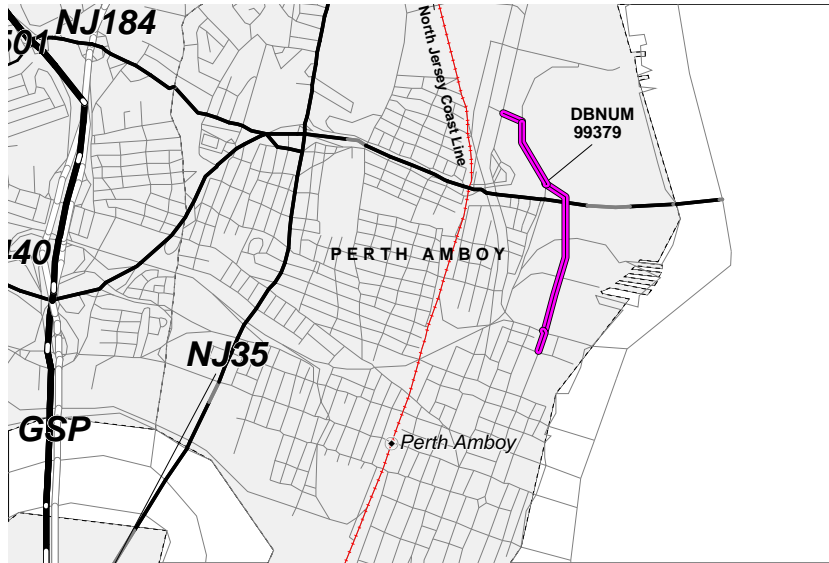 NJ184
501
North Jersey Coast Line
DBNUM
99379
440
PERTH AMBOY
NJ35
GSP
Perth Amboy